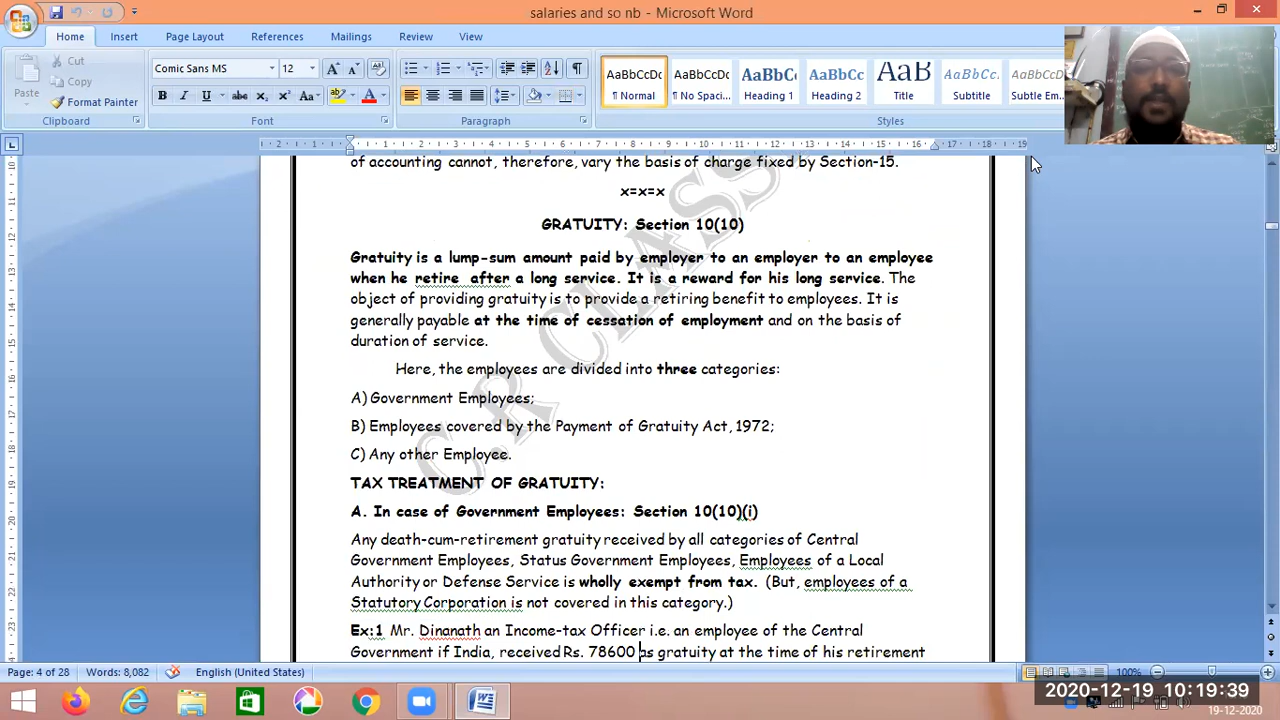 salaries and so nb - Microsoft Word
Home Insert Page Layout References Mailings Review View
Cut
Copy
Paste
Format Painter
Clipboard
Comic Sans MS 12
Font
Paragraph
AaBbCcDc AaBbCcDc AaBbCc AaBbCc AaB AaBbCc. AaBbCcDc
¶ Normal ¶ No Spaci... Heading 1 Heading 2 Title Subtitle Subtle Em...
Styles
of accounting cannot, therefore, vary the basis of charge fixed by Section-15.
x=x=x
GRATUITY: Section 10(10)
Gratuity is a lump-sum amount paid by employer to an employer to an employee
when he retire after a long service. It is a reward for his long service. The
object of providing gratuity is to provide a retiring benefit to employees. It is
generally payable at the time of cessation of employment and on the basis of
duration of service.
Here, the employees are divided into three categories:
A) Government Employees;
B) Employees covered by the Payment of Gratuity Act, 1972;
C) Any other Employee.
TAX TREATMENT OF GRATUITY:
A. In case of Government Employees: Section 10(10)(i)
Any death-cum-retirement gratuity received by all categories of Central
Government Employees, Status Government Employees, Employees of a Local
Authority or Defense Service is wholly exempt from tax. (But, employees of a
Statutory Corporation is not covered in this category.)
Ex:1 Mr. Dinanath an Income-tax Officer i.e. an employee of the Central
Government if India, received Rs. 78600 as gratuity at the time of his retirement
C.R CLASS
Page: 4 of 28 Words: 8,082 English (United States) 100%
2020-12-19 10:19:39
19-12-2020